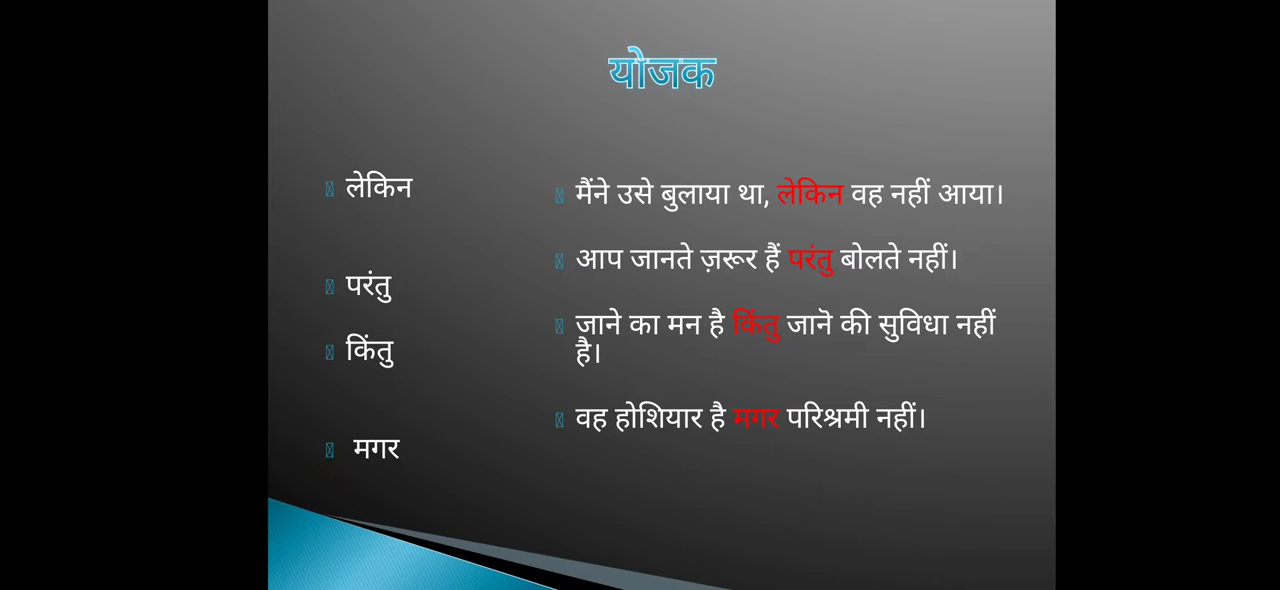 योजक
लेकिन
परंतु
किंतु
मगर
मैंने उसे बुलाया था, लेकिन वह नहीं आया।
आप जानते ज़रूर हैं परंतु बोलते नहीं।
जाने का मन है किंतु जानॆ की सुविधा नहीं
है।
वह होशियार है मगर परिश्रमी नहीं।